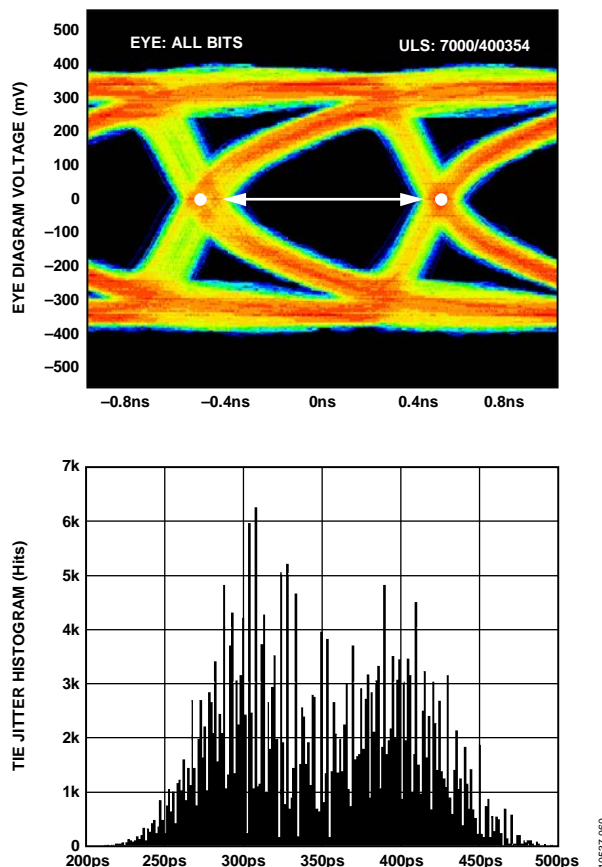 EYE DIAGRAM VOLTAGE (mV)
500
400
300
200
100
0
–100
–200
–300
–400
–500
EYE: ALL BITS
ULS: 7000/400354
–0.8ns
–0.4ns
0ns
0.4ns
0.8ns
TIE JITTER HISTOGRAM (Hits)
7k
6k
5k
4k
3k
2k
1k
0
200ps
250ps
300ps
350ps
400ps
450ps
500ps